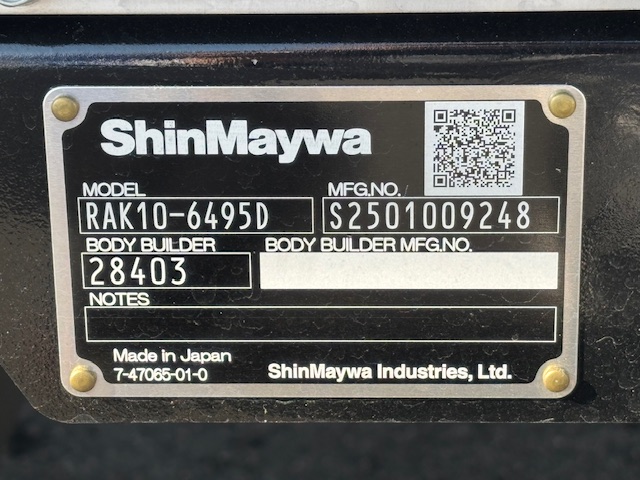 ShinMaywa
MODEL MFG.NO.
RAK10-6495D S2501009248
BODY BUILDER BODY BUILDER MFG.NO.
28403
NOTES
Made in Japan
7-47065-01-0 ShinMaywa Industries, Ltd.